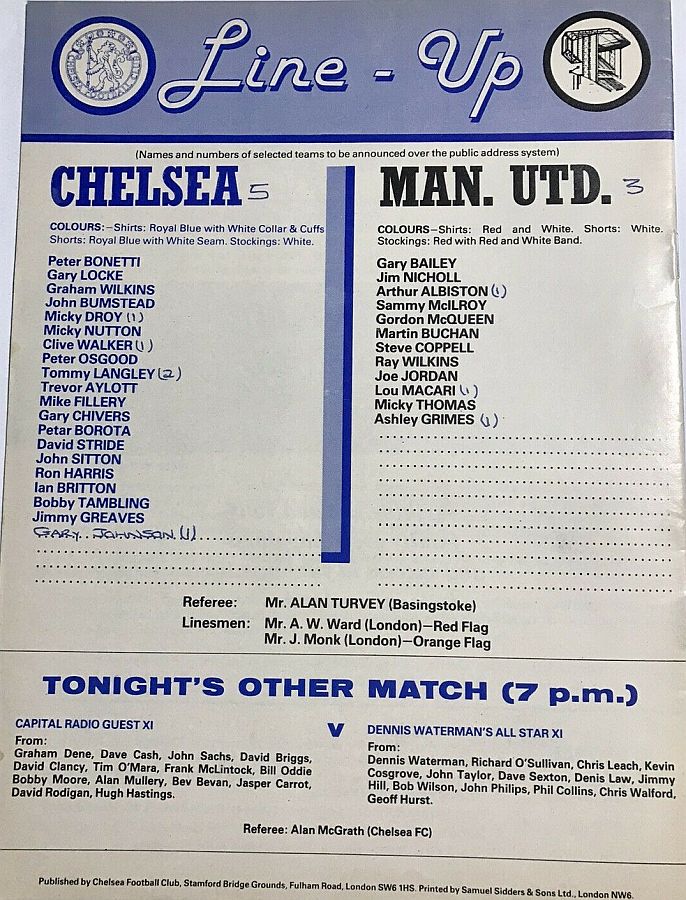 Line - Up
(Names and numbers of selected teams to be announced over the public address system)
CHELSEA 5
COLOURS:–Shirts: Royal Blue with White Collar & Cuffs
Shorts: Royal Blue with White Seam. Stockings: White.
Peter BONETTI
Gary LOCKE
Graham WILKINS
John BUMSTEAD
Micky DROY (1)
Micky NUTTON
Clive WALKER (1)
Peter OSGOOD
Tommy LANGLEY (2)
Trevor AYLOTT
Mike FILLERY
Gary CHIVERS
Petar BOROTA
David STRIDE
John SITTON
Ron HARRIS
Ian BRITTON
Bobby TAMBLING
Jimmy GREAVES
GARY JOHNSON (1)
MAN. UTD. 3
COLOURS–Shirts: Red and White. Shorts: White.
Stockings: Red with Red and White Band.
Gary BAILEY
Jim NICHOLL
Arthur ALBISTON (1)
Sammy McILROY
Gordon McQUEEN
Martin BUCHAN
Steve COPPELL
Ray WILKINS
Joe JORDAN
Lou MACARI (1)
Micky THOMAS
Ashley GRIMES (1)
Referee: Mr. ALAN TURVEY (Basingstoke)
Linesmen: Mr. A. W. Ward (London)–Red Flag
Mr. J. Monk (London)–Orange Flag
TONIGHT'S OTHER MATCH (7 p.m.)
CAPITAL RADIO GUEST XI
From:
Graham Dene, Dave Cash, John Sachs, David Briggs,
David Clancy, Tim O'Mara, Frank McLintock, Bill Oddie
Bobby Moore, Alan Mullery, Bev Bevan, Jasper Carrot,
David Rodigan, Hugh Hastings.
V
DENNIS WATERMAN'S ALL STAR XI
From:
Dennis Waterman, Richard O'Sullivan, Chris Leach, Kevin
Cosgrove, John Taylor, Dave Sexton, Denis Law, Jimmy
Hill, Bob Wilson, John Philips, Phil Collins, Chris Walford,
Geoff Hurst.
Referee: Alan McGrath (Chelsea FC)
Published by Chelsea Football Club, Stamford Bridge Grounds, Fulham Road, London SW6 1HS. Printed by Samuel Sidders & Sons Ltd., London NW6.